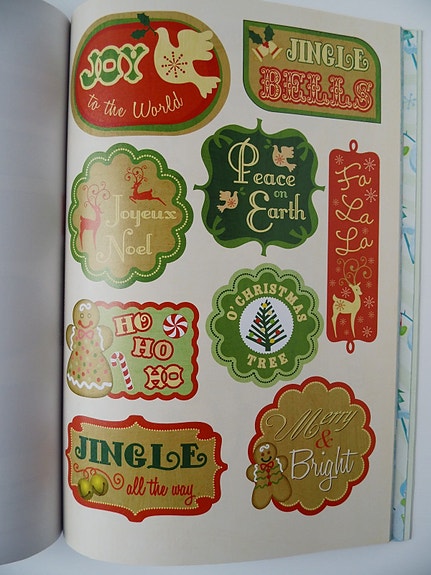 JOY
to the World
JINGLE
BELLS
Joyeux
Noel
Peace
on
Earth
Fa La La La
HO
HO
HO
O' CHRISTMAS
TREE
JINGLE
all the way
Merry
&
Bright